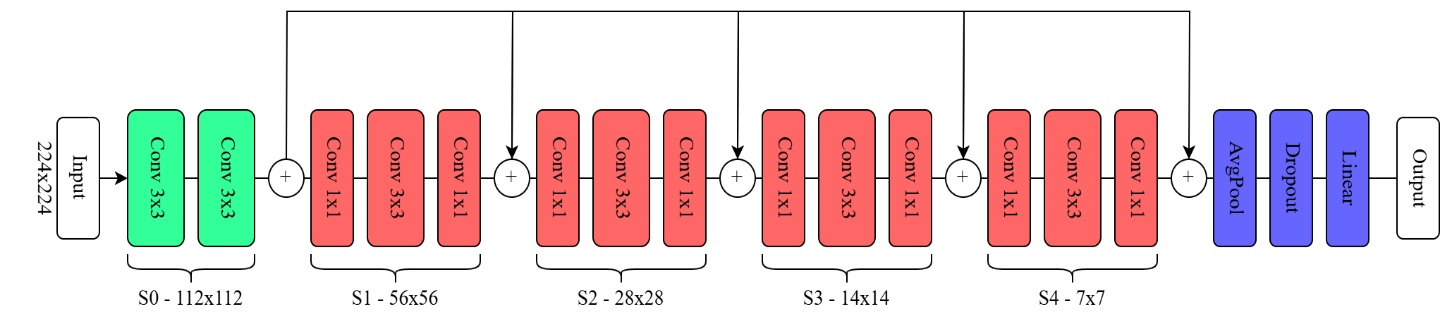 Input
224x224
Conv 3x3
Conv 3x3
+
Conv 1x1
Conv 3x3
Conv 1x1
+
Conv 1x1
Conv 3x3
Conv 1x1
+
Conv 1x1
Conv 3x3
Conv 1x1
+
Conv 1x1
Conv 3x3
Conv 1x1
+
AvgPool
Dropout
Linear
Output
S0 - 112x112
S1 - 56x56
S2 - 28x28
S3 - 14x14
S4 - 7x7